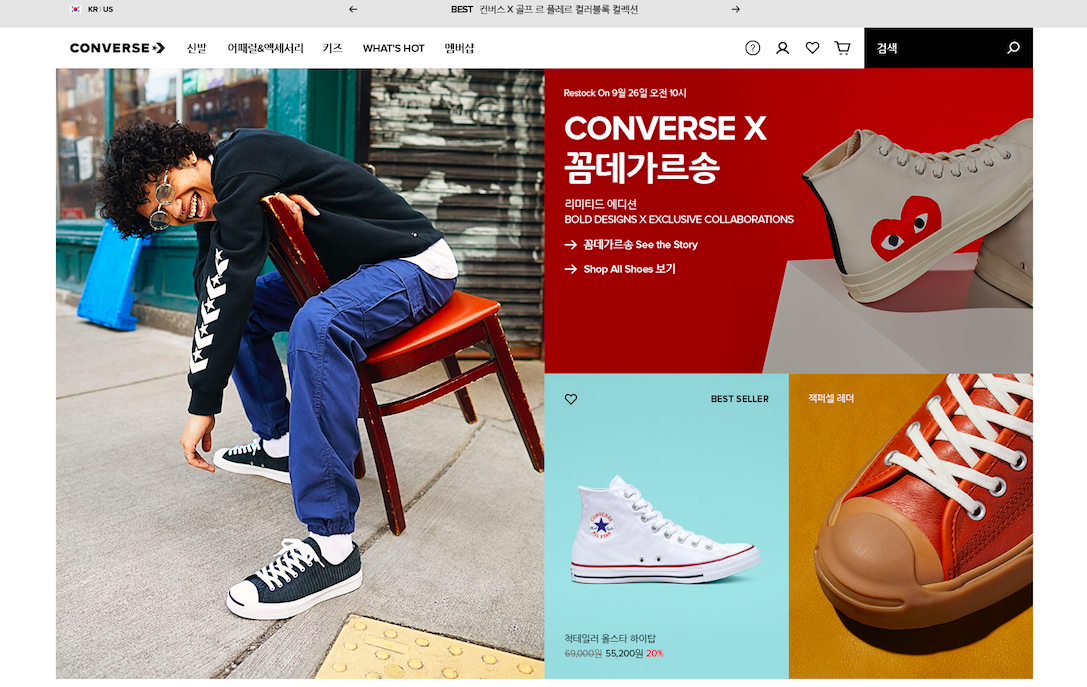 KR | US
BEST 컨버스 X 골프 르 플레르 컬러블록 컬렉션
CONVERSE
신발 어패럴&액세서리 키즈 WHAT'S HOT 멤버샵
검색
Restock On 9월 26일 오전 10시
CONVERSE X
꼼데가르송
리미티드 에디션
BOLD DESIGNS X EXCLUSIVE COLLABORATIONS
꼼데가르송 See the Story
Shop All Shoes 보기
BEST SELLER
CONVERSE
ALL STAR
척테일러 올스타 하이탑
69,000원 55,200원 20%
잭퍼셀 레더